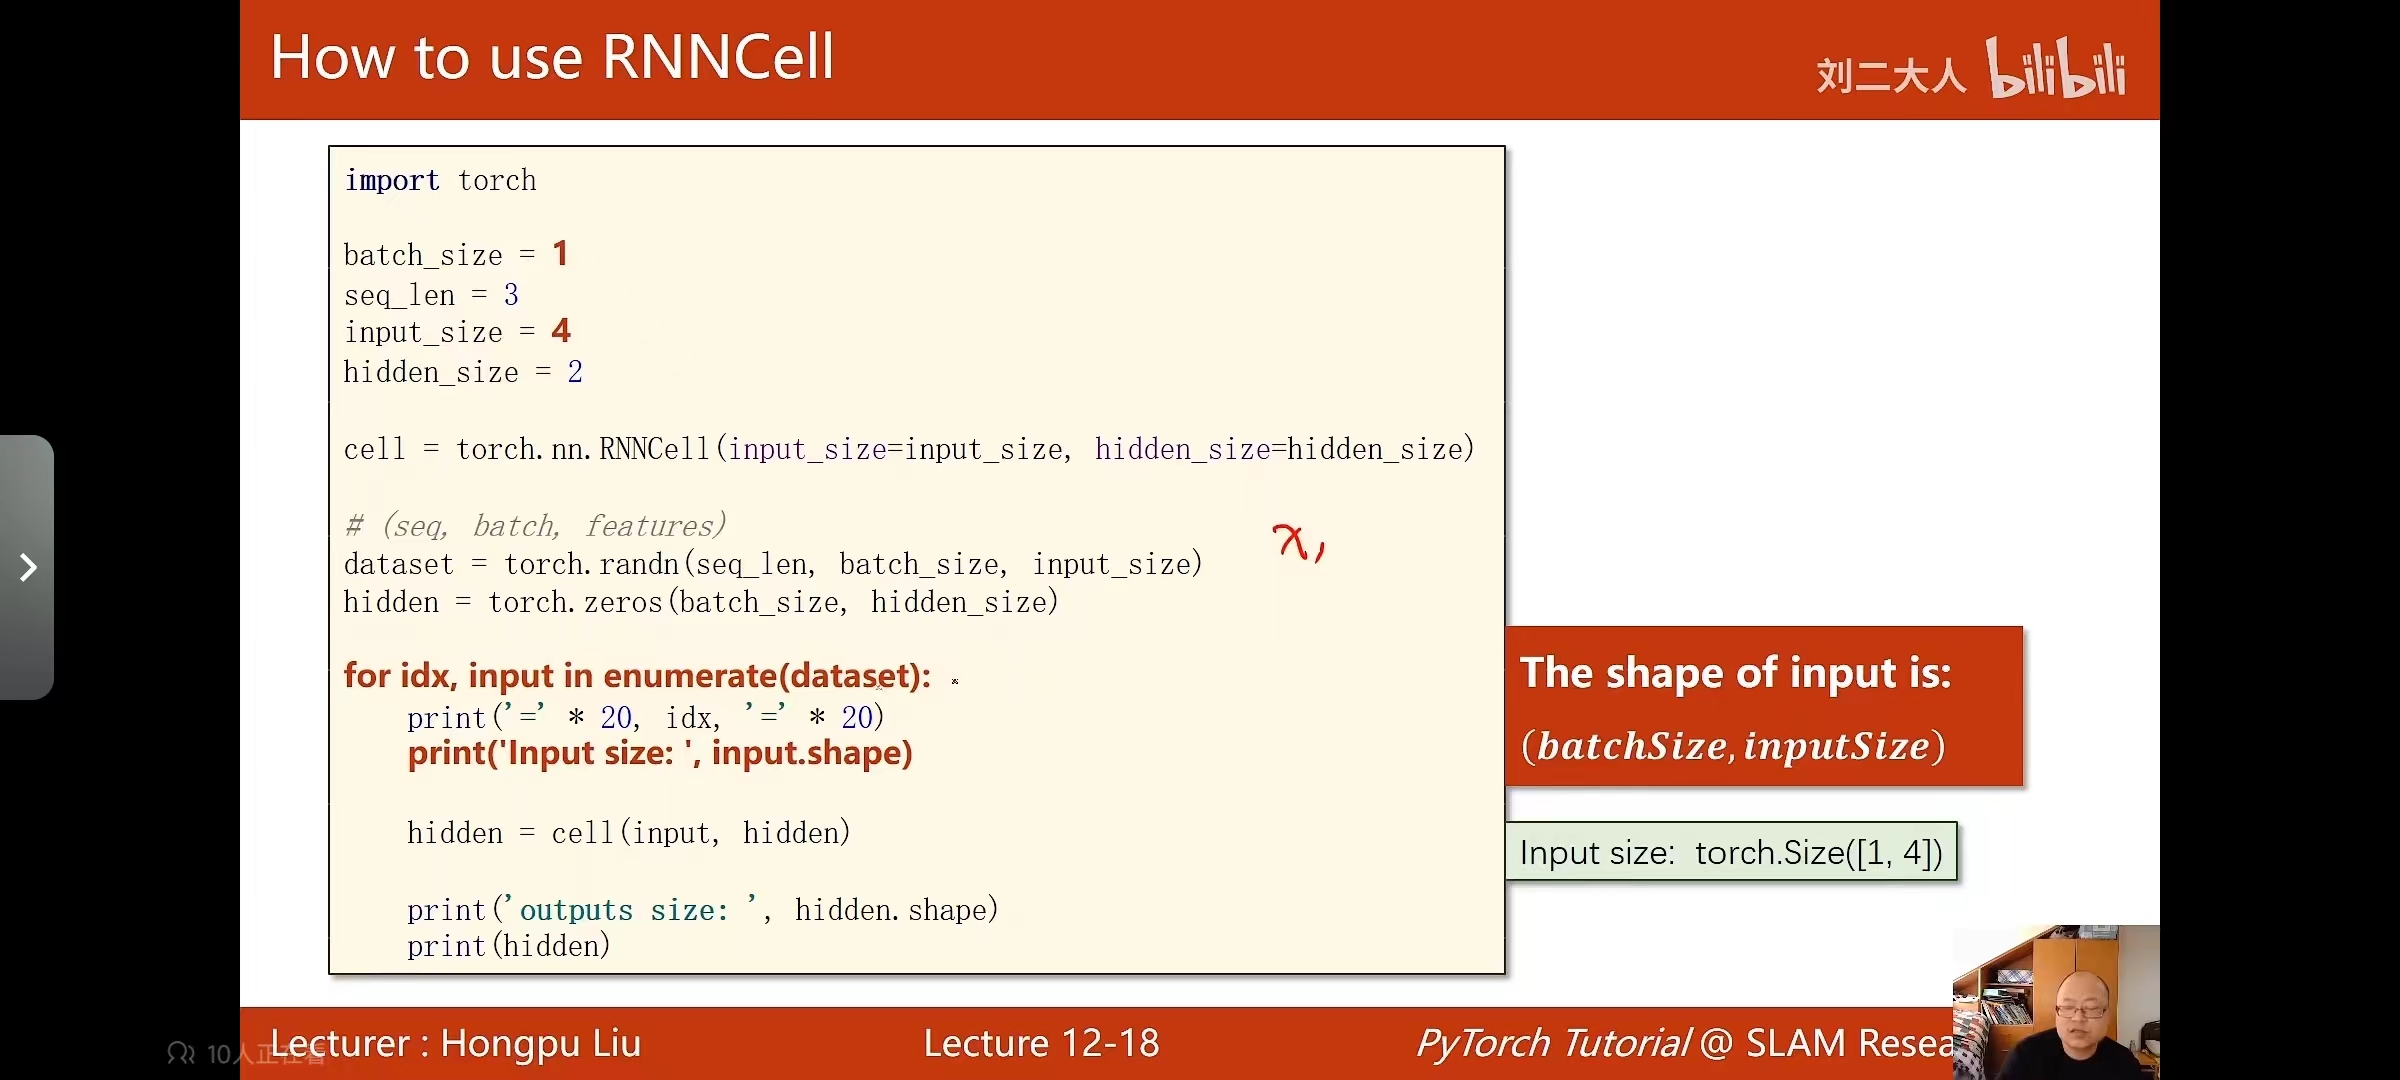 How to use RNNCell
刘二大人 bilibili
import torch
batch_size = 1
seq_len = 3
input_size = 4
hidden_size = 2
cell = torch.nn.RNNCell(input_size=input_size, hidden_size=hidden_size)
# (seq, batch, features)
dataset = torch.randn(seq_len, batch_size, input_size)
hidden = torch.zeros(batch_size, hidden_size)
x,
for idx, input in enumerate(dataset):
print('=' * 20, idx, '=' * 20)
print('Input size: ', input.shape)
hidden = cell(input, hidden)
print('outputs size: ', hidden.shape)
print(hidden)
The shape of input is:
(batchSize, inputSize)
Input size: torch.Size([1, 4])
Lecturer : Hongpu Liu
Lecture 12-18
PyTorch Tutorial @ SLAM Resea
10人正在看